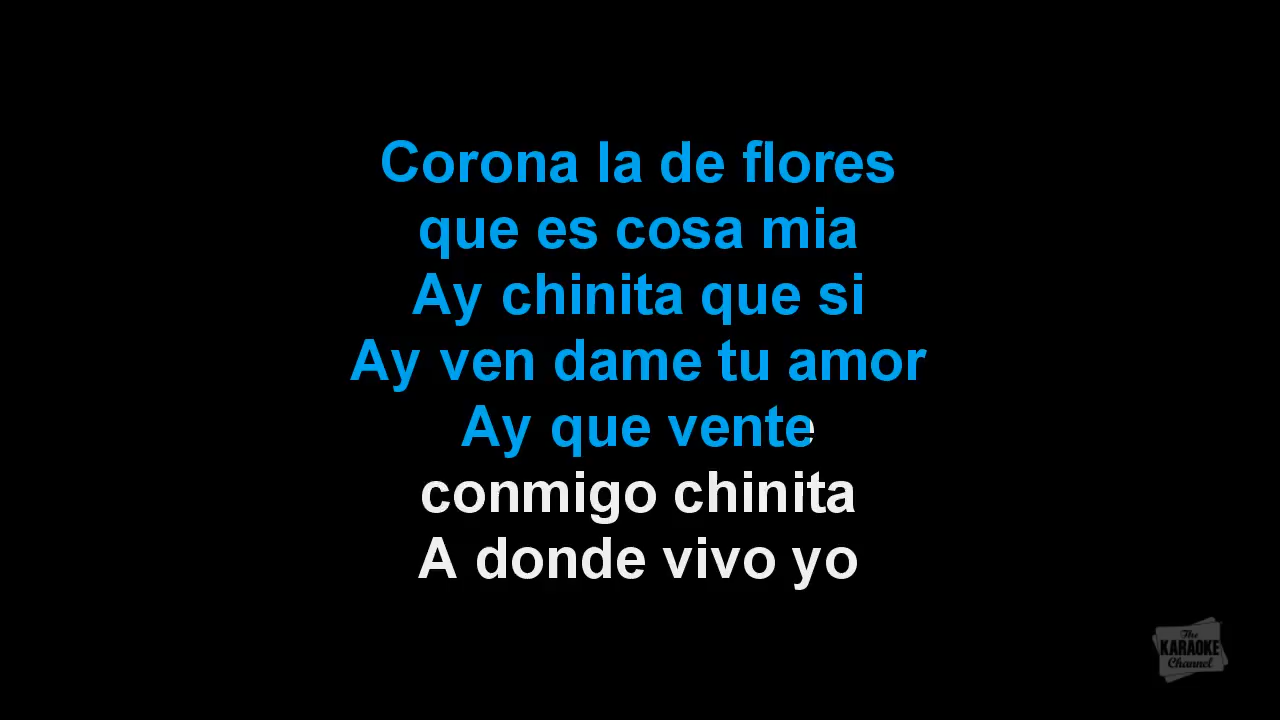 Corona la de flores
que es cosa mia
Ay chinita que si
Ay ven dame tu amor
Ay que vente
conmigo chinita
A donde vivo yo
The
KARAOKE
Channel